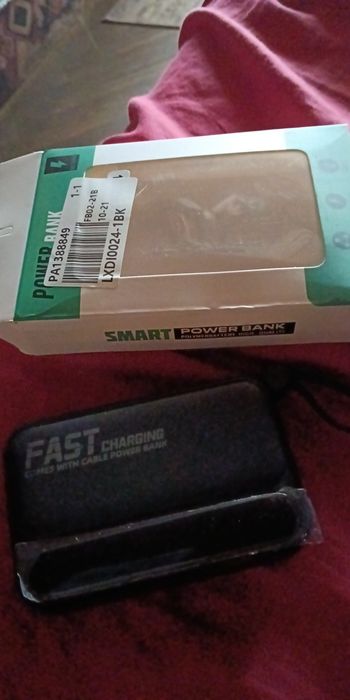 POWER BANK
1-1
PA1388849
FB02-21B
10-21
LXDI0024-1BK
SMART POWER BANK
FAST CHARGING
COMES WITH CABLE POWER BANK